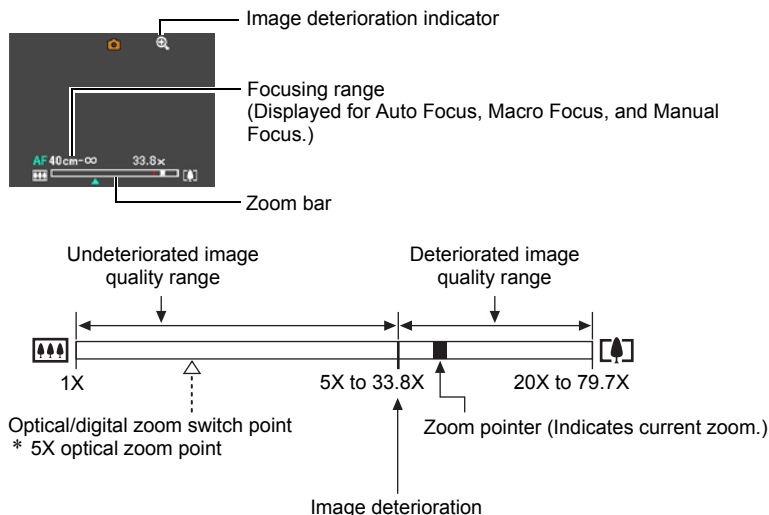 Image deterioration indicator
Focusing range
(Displayed for Auto Focus, Macro Focus, and Manual
Focus.)
AF 40cm-∞ 33.8×
Zoom bar
Undeteriorated image
quality range
Deteriorated image
quality range
1X
5X to 33.8X
20X to 79.7X
Optical/digital zoom switch point
* 5X optical zoom point
Zoom pointer (Indicates current zoom.)
Image deterioration